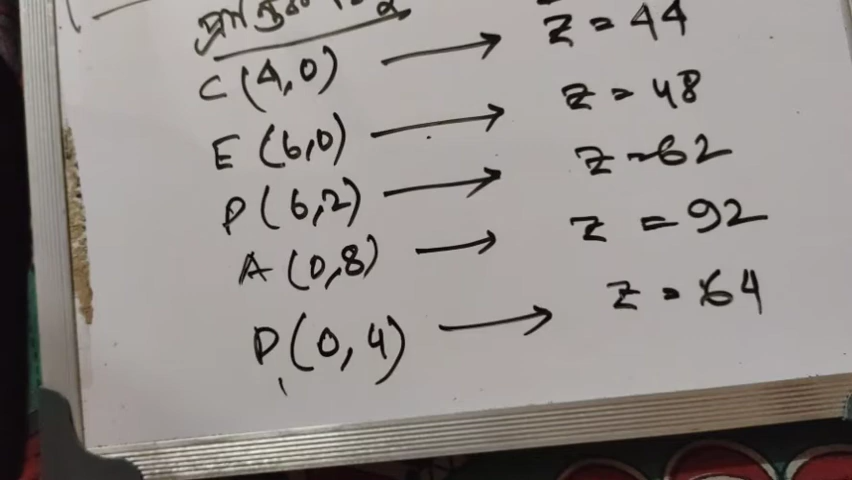 C (4,0) → Z = 44
E (6,0) → Z = 48
P (6,2) → Z = 62
A (0,8) → Z = 92
D (0,4) → Z = 64